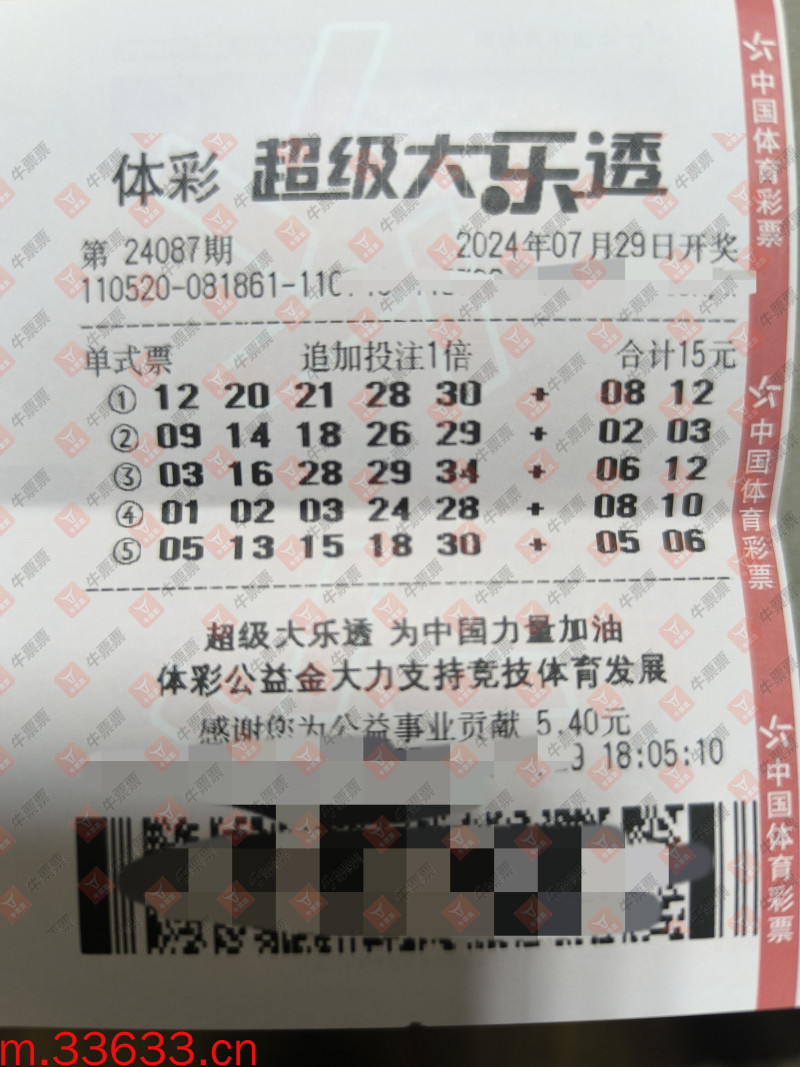 体彩 超级大乐透
第 24087期 2024年07月29日开奖
110520-081861-110
单式票 追加投注1倍 合计15元
① 12 20 21 28 30 + 08 12
② 09 14 18 26 29 + 02 03
③ 03 16 28 29 34 + 06 12
④ 01 02 03 24 28 + 08 10
⑤ 05 13 15 18 30 + 05 06
超级大乐透 为中国力量加油
体彩公益金大力支持竞技体育发展
感谢您为公益事业贡献 5.40元
18:05:10
中国体育彩票
中国体育彩票
中国体育彩票
牛票票
m.33633.cn